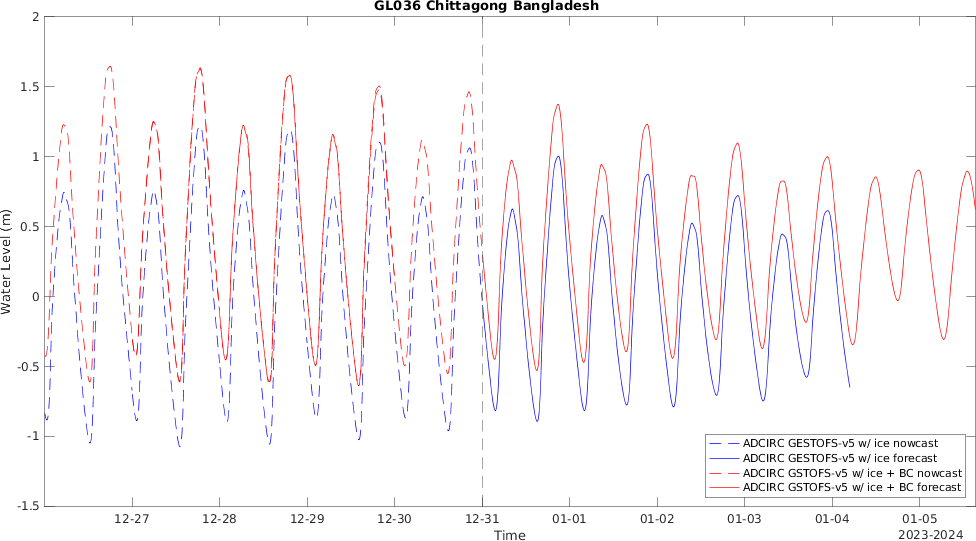 GL036 Chittagong Bangladesh
2
1.5
1
0.5
0
-0.5
-1
-1.5
Water Level (m)
ADCIRC GESTOFS-v5 w/ ice nowcast
ADCIRC GESTOFS-v5 w/ ice forecast
ADCIRC GSTOFS-v5 w/ ice + BC nowcast
ADCIRC GSTOFS-v5 w/ ice + BC forecast
12-27 12-28 12-29 12-30 12-31 01-01 01-02 01-03 01-04 01-05
Time
2023-2024